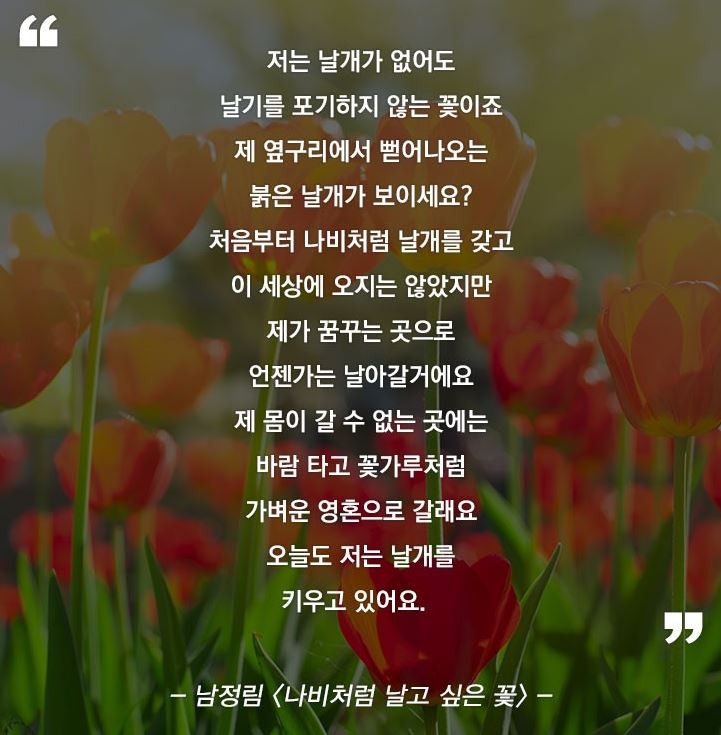 ❝
저는 날개가 없어도
날기를 포기하지 않는 꽃이죠
제 옆구리에서 뻗어나오는
붉은 날개가 보이세요?
처음부터 나비처럼 날개를 갖고
이 세상에 오지는 않았지만
제가 꿈꾸는 곳으로
언젠가는 날아갈거에요
제 몸이 갈 수 없는 곳에는
바람 타고 꽃가루처럼
가벼운 영혼으로 갈래요
오늘도 저는 날개를
키우고 있어요.
❞
– 남정림 〈나비처럼 날고 싶은 꽃〉 –